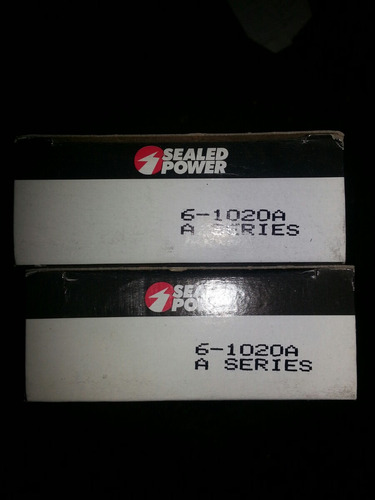 SEALED
POWER
6-1020A
A SERIES
SEALED
POWER
6-1020A
A SERIES